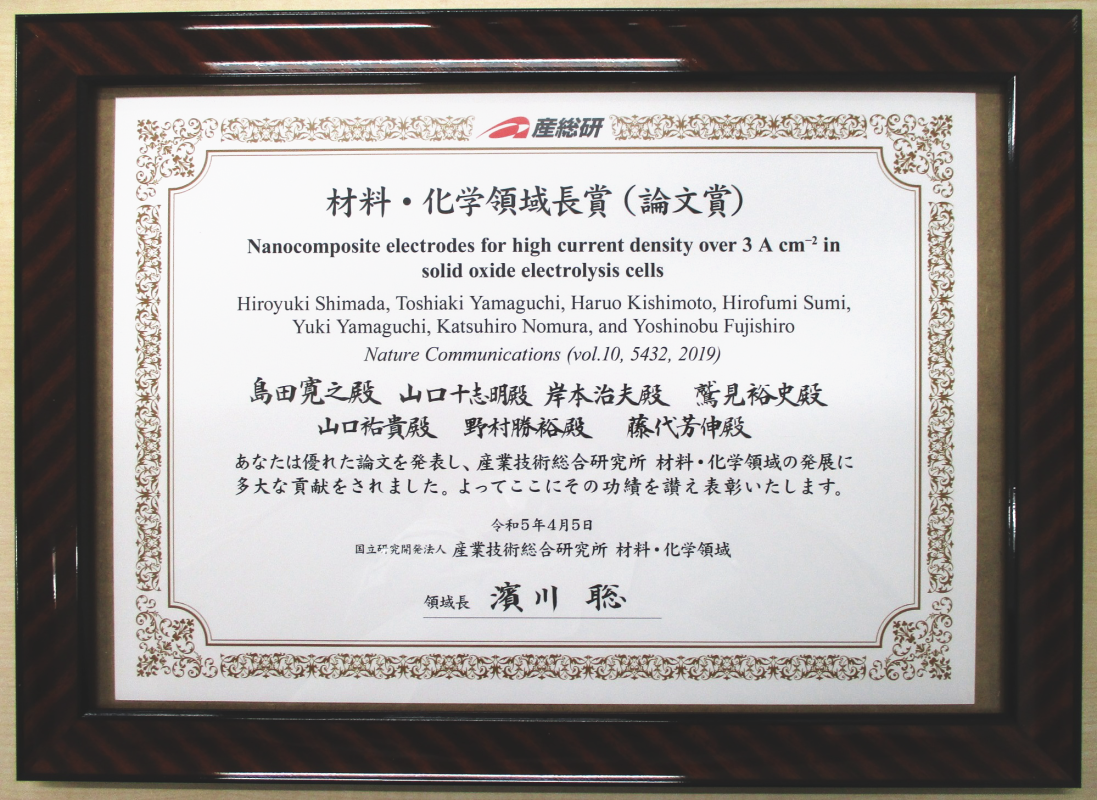 産総研
材料・化学領域長賞（論文賞）
Nanocomposite electrodes for high current density over 3 A cm⁻² in
solid oxide electrolysis cells
Hiroyuki Shimada, Toshiaki Yamaguchi, Haruo Kishimoto, Hirofumi Sumi,
Yuki Yamaguchi, Katsuhiro Nomura, and Yoshinobu Fujishiro
Nature Communications (vol.10, 5432, 2019)
島田寛之殿 山口十志明殿 岸本治夫殿 鷲見裕史殿
山口祐貴殿 野村勝裕殿 藤代芳伸殿
あなたは優れた論文を発表し、産業技術総合研究所 材料・化学領域の発展に
多大な貢献をされました。よってここにその功績を讃え表彰いたします。
令和5年4月5日
国立研究開発法人 産業技術総合研究所 材料・化学領域
領域長 濱川 聡